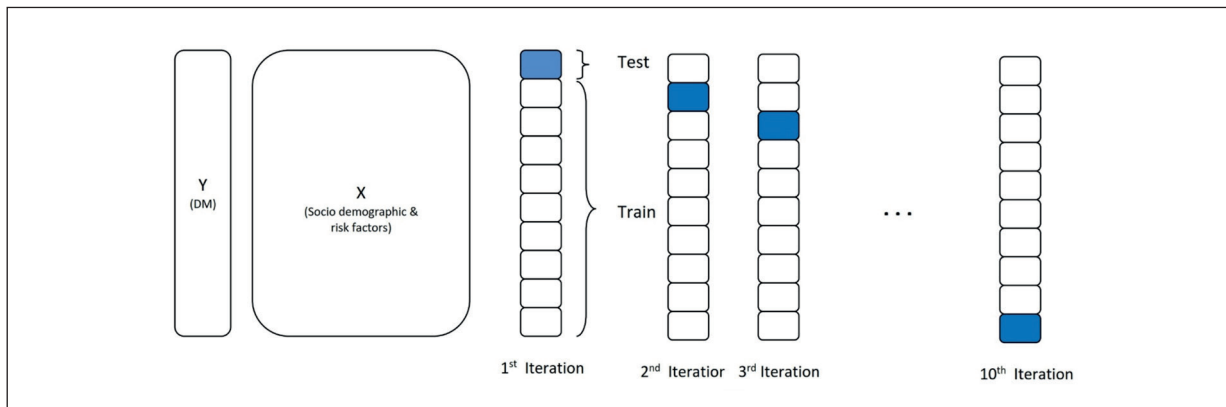 Y
(DM)
X
(Socio demographic &
risk factors)
Test
Train
...
1st Iteration
2nd Iteratior
3rd Iteration
10th Iteration